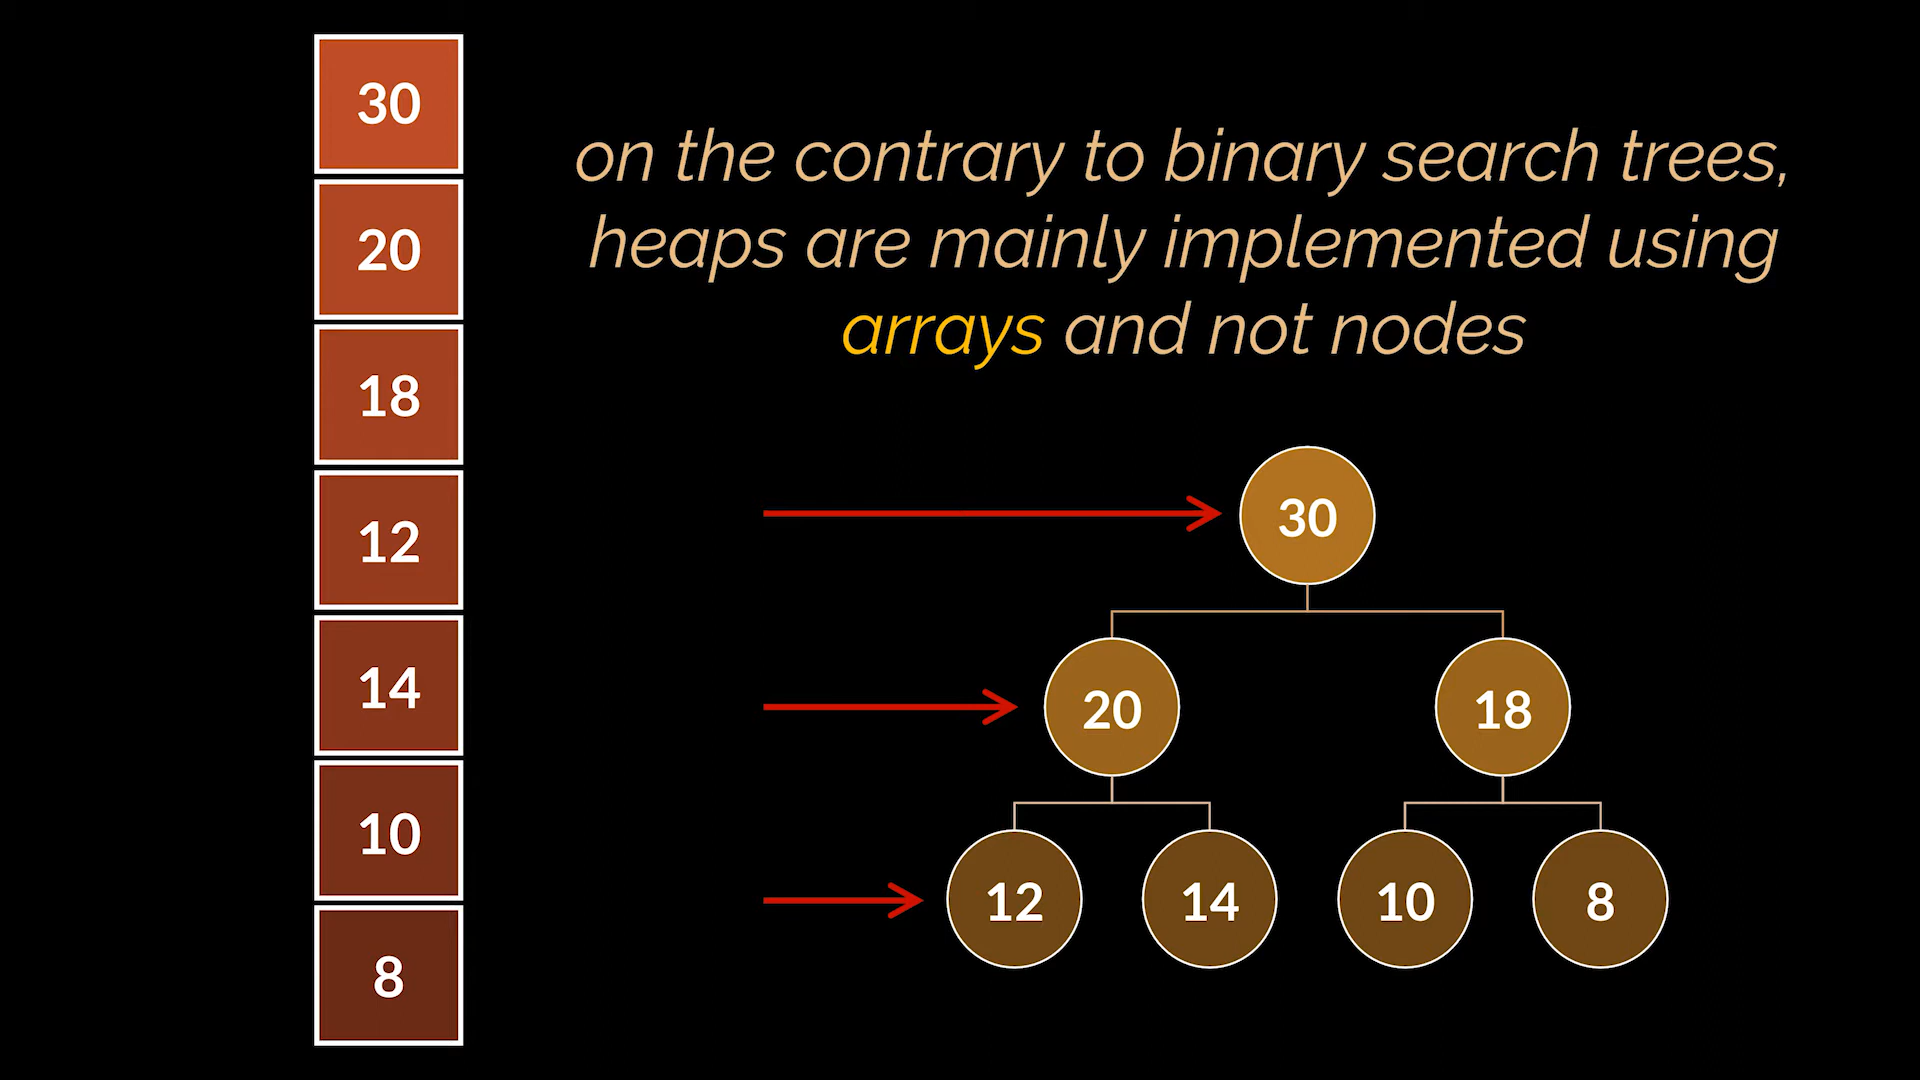 30
20
18
12
14
10
8
on the contrary to binary search trees,
heaps are mainly implemented using
arrays and not nodes
30
20 18
12 14 10 8